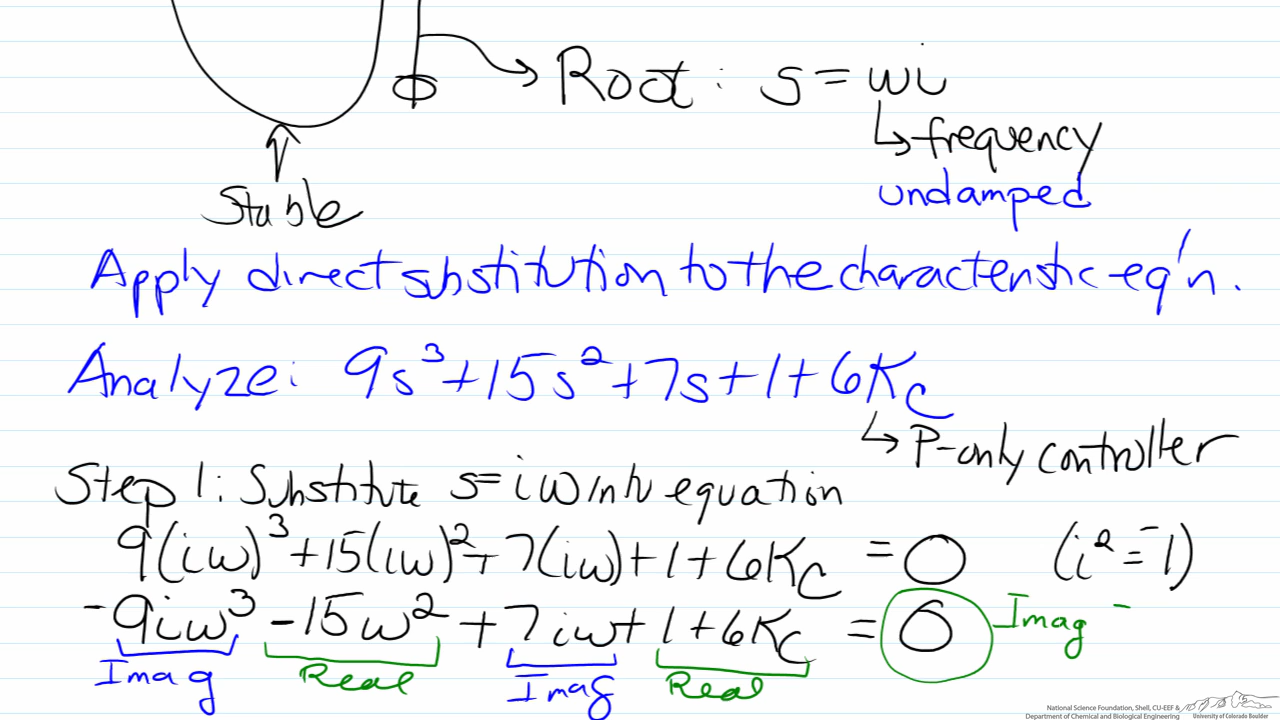 Root: s = ωi
↳ frequency
undamped
Stable
Apply direct substitution to the characteristic eq'n.
Analyze: 9s³+15s²+7s+1+6Kc
↳ P-only controller
Step 1: Substitute s=iω into equation
9(iω)³+15(iω)²+7(iω)+1+6Kc = 0 (i²=-1)
-9iω³ -15ω² +7iω+1+6Kc = 0 Imag -
Imag Real Imag Real
National Science Foundation, Shell, CU-EEF &
Department of Chemical and Biological Engineering
University of Colorado Boulder